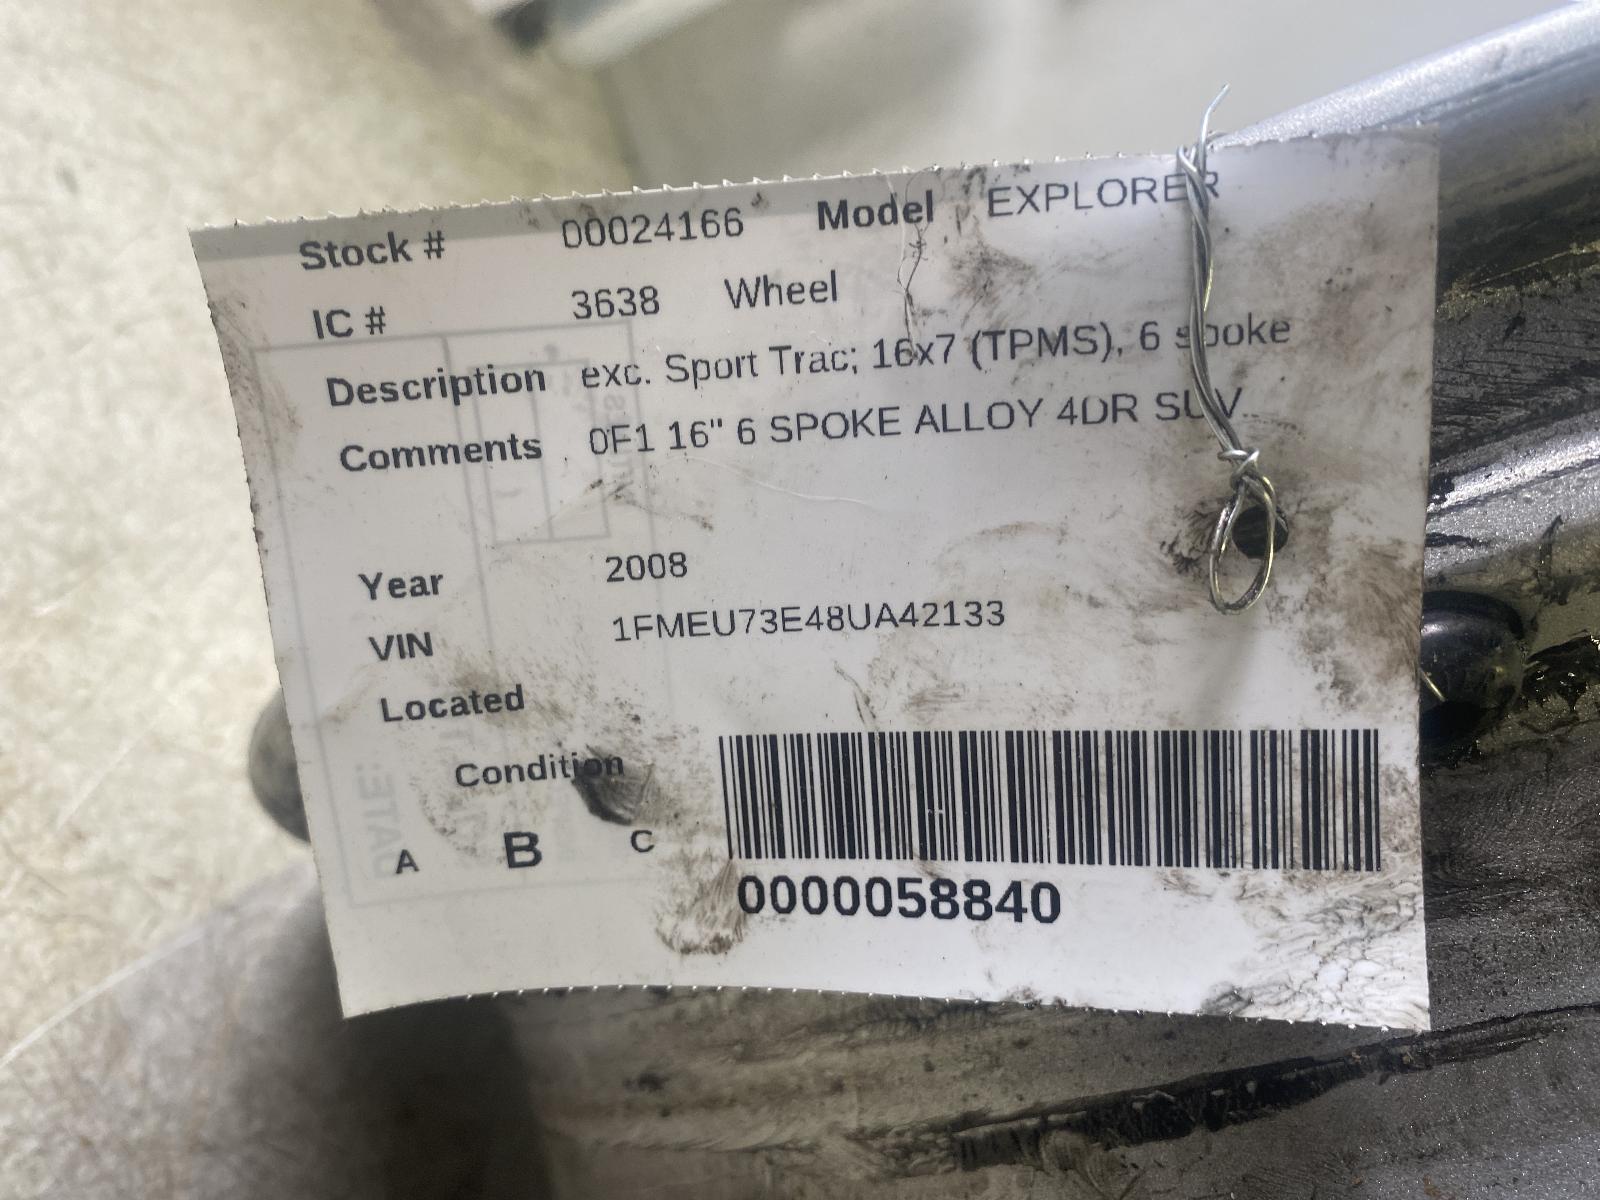 Stock # 00024166 Model EXPLORER
IC # 3638 Wheel
Description exc. Sport Trac; 16x7 (TPMS), 6 spoke
Comments 0F1 16" 6 SPOKE ALLOY 4DR SUV..
Year 2008
VIN 1FMEU73E48UA42133
Located
Condition
A B C
0000058840
DATE: